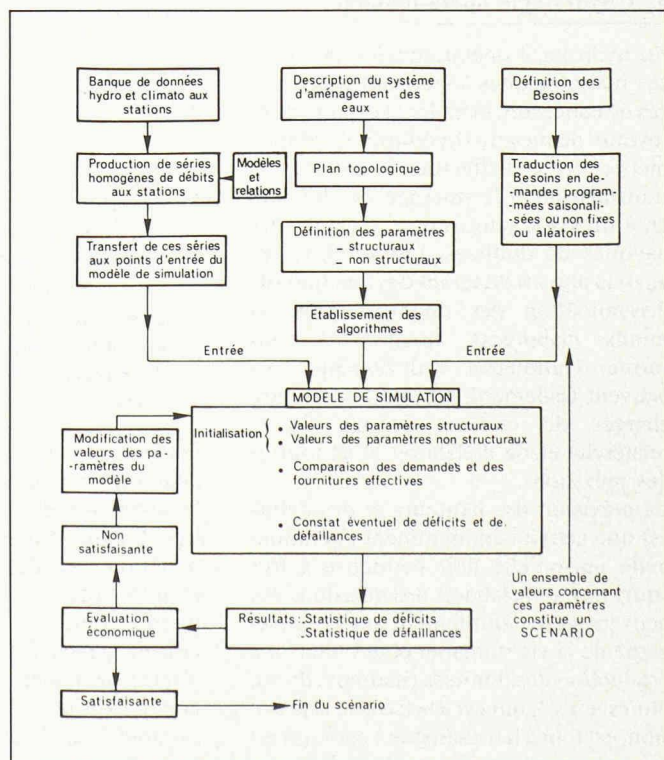 Banque de données
hydro et climato aux
stations
Description du système
d'aménagement des
eaux
Définition des
Besoins
Production de séries
homogènes de débits
aux stations
Modèles
et
relations
Plan topologique
Traduction des
Besoins en de-
mandes program-
mées saisonali-
sées ou non fixes
ou aléatoires
Transfert de ces séries
aux points d'entrée du
modèle de simulation
Définition des paramètres
– structuraux
– non structuraux
Etablissement des
algorithmes
Entrée
Entrée
MODELE DE SIMULATION
Modification
des valeurs des pa-
ramètres du
modèle
Initialisation { • Valeurs des paramètres structuraux
• Valeurs des paramètres non structuraux
• Comparaison des demandes et des
fournitures effectives
• Constat éventuel de déficits et de.
défaillances
Non
satisfaisante
Un ensemble de
valeurs concernant
ces paramètres
constitue un
SCENARIO
Evaluation
économique
Résultats : .Statistique de déficits
.Statistique de défaillances
Satisfaisante
Fin du scénario